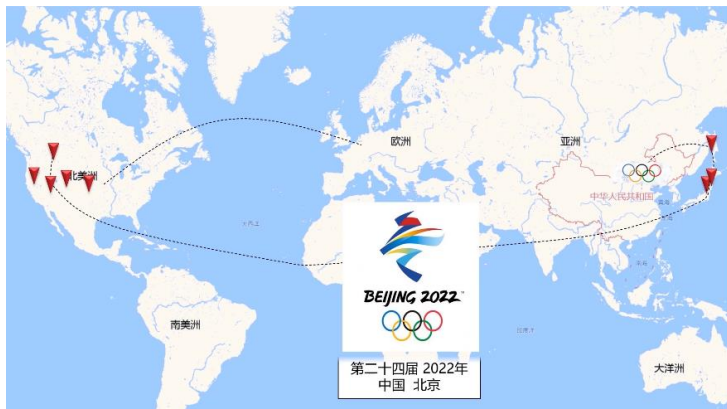 欧洲
亚洲
北美洲
中华人民共和国
BEIJING 2022
南美洲
第二十四届 2022年
中国 北京
大洋洲